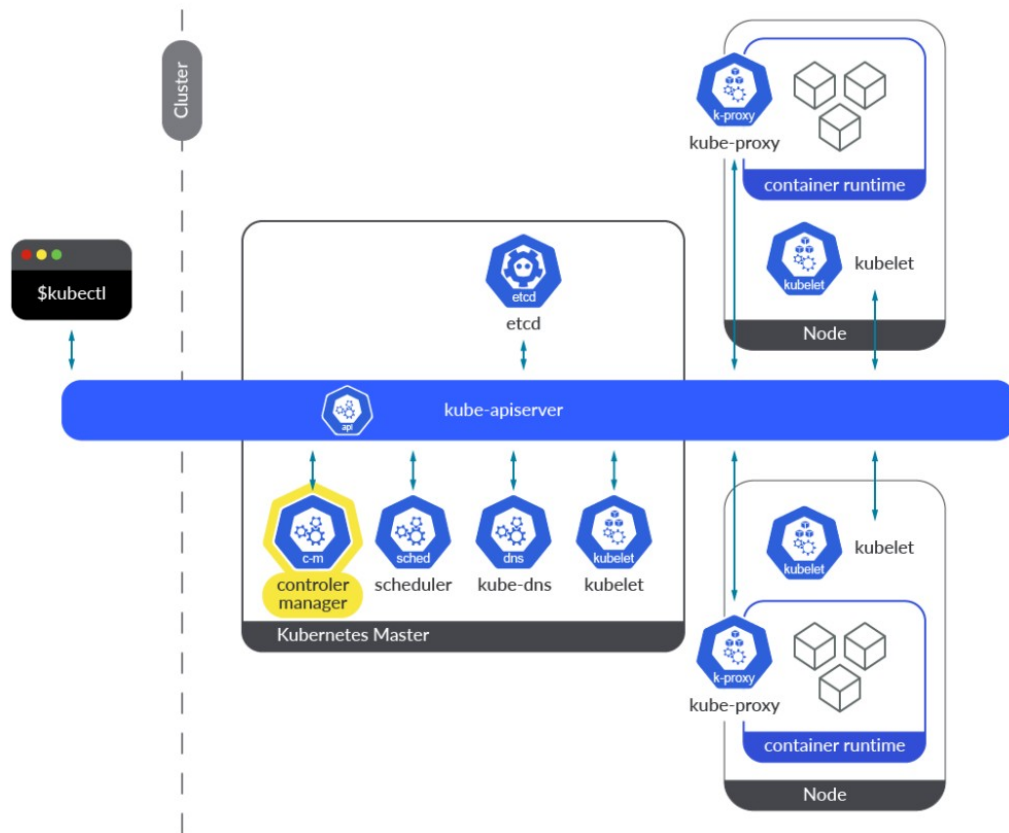 Cluster
$kubectl
k-proxy
kube-proxy
container runtime
kubelet
kubelet
Node
etcd
etcd
api
kube-apiserver
c-m
controler
manager
sched
scheduler
dns
kube-dns
kubelet
kubelet
Kubernetes Master
kubelet
kubelet
k-proxy
kube-proxy
container runtime
Node